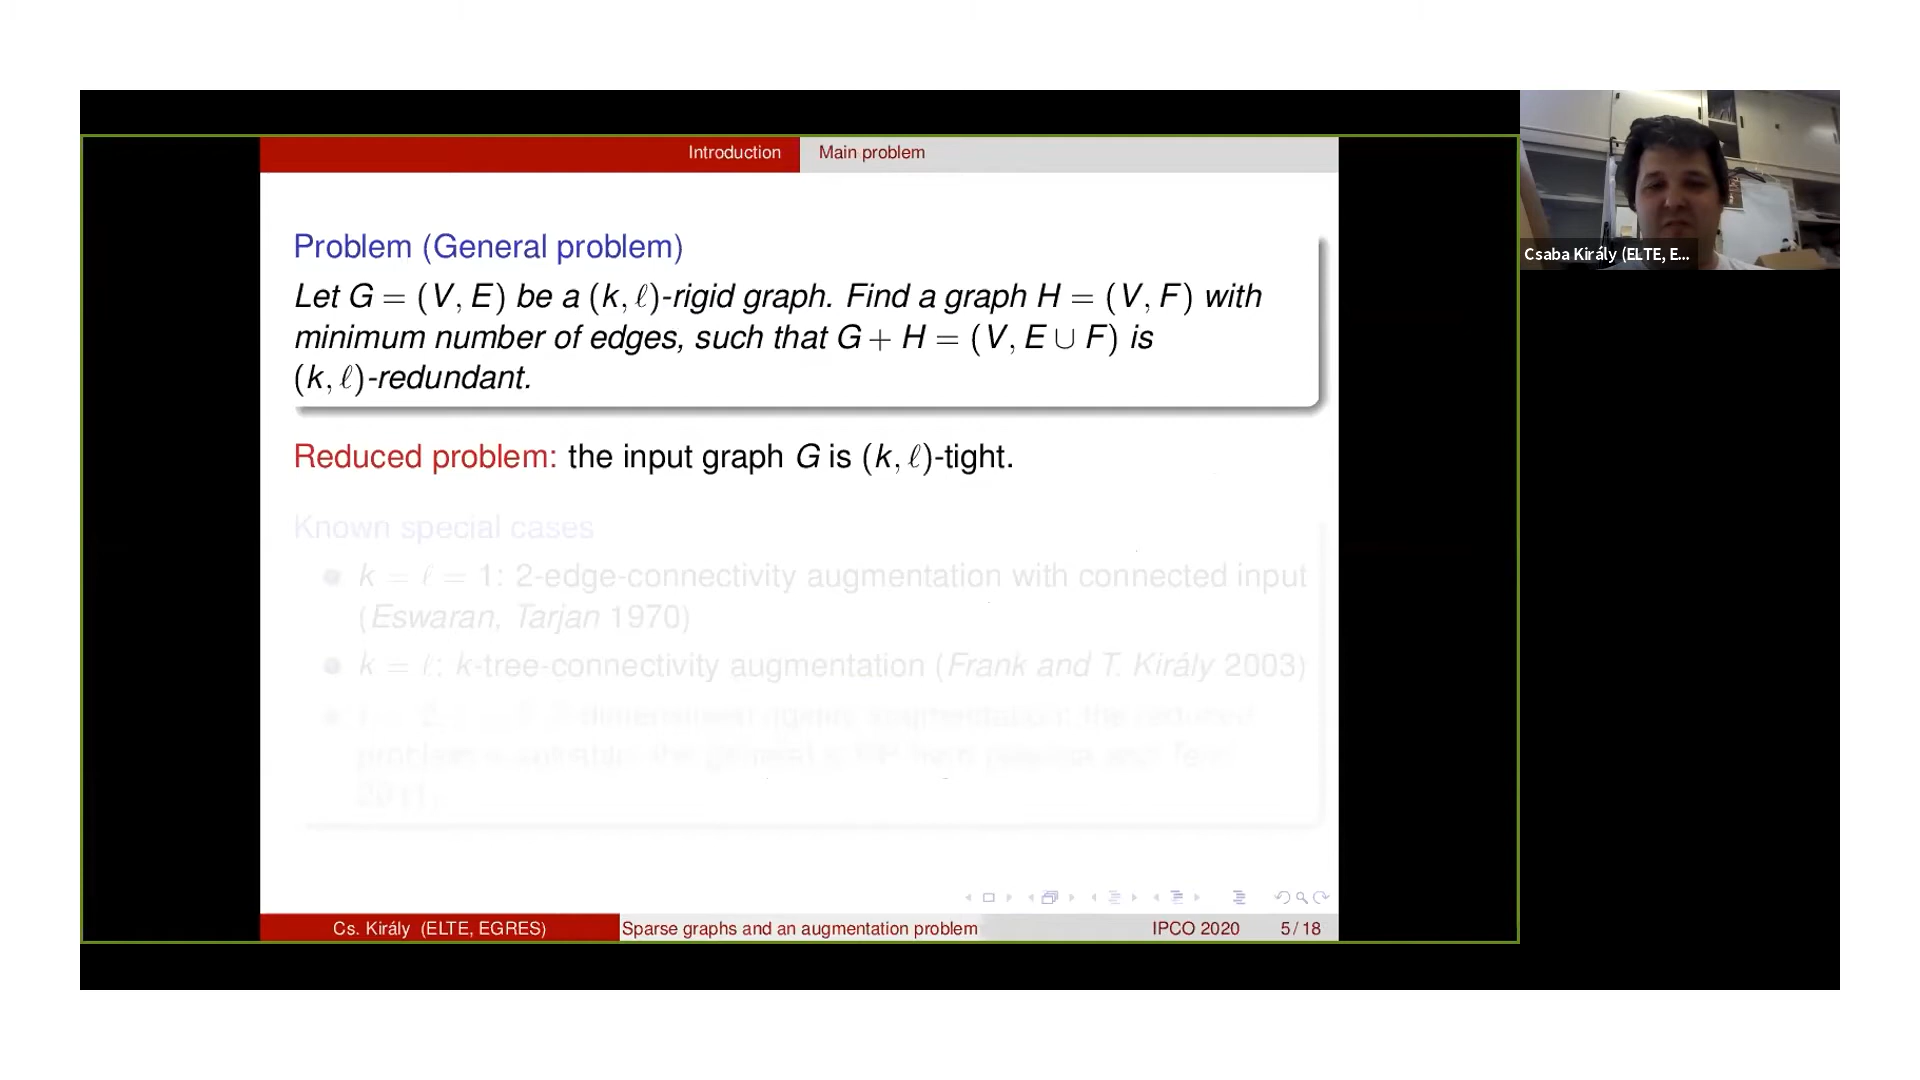 Introduction
Main problem
Problem (General problem)
Let G = (V, E) be a (k, ℓ)-rigid graph. Find a graph H = (V, F) with
minimum number of edges, such that G + H = (V, E ∪ F) is
(k, ℓ)-redundant.
Reduced problem: the input graph G is (k, ℓ)-tight.
Known special cases
k = ℓ = 1: 2-edge-connectivity augmentation with connected input
(Eswaran, Tarjan 1970)
k = ℓ: k-tree-connectivity augmentation (Frank and T. Király 2003)
Cs. Király (ELTE, EGRES)
Sparse graphs and an augmentation problem
IPCO 2020
5 / 18
Csaba Király (ELTE, E...